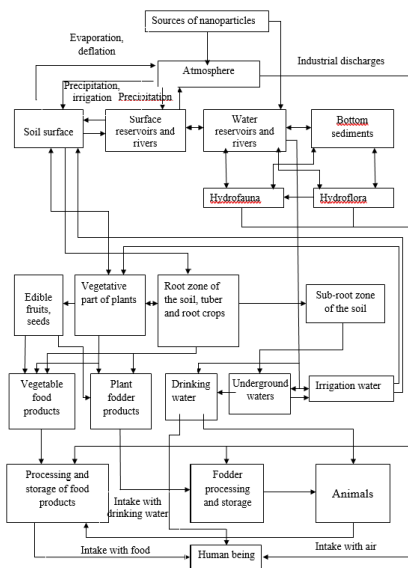 Sources of nanoparticles
Evaporation,
deflation
Industrial discharges
Atmosphere
Precipitation,
irrigation
Precipitation
Soil surface
Surface
reservoirs and
rivers
Water
reservoirs and
rivers
Bottom
sediments
Hydrofauna
Hydroflora
Edible
fruits,
seeds
Vegetative
part of plants
Root zone of
the soil, tuber
and root crops
Sub-root zone
of the soil
Vegetable
food
products
Plant
fodder
products
Drinking
water
Underground
waters
Irrigation water
Processing and
storage of food
products
Intake with
drinking water
Fodder
processing
and storage
Animals
Intake with food
Human being
Intake with air